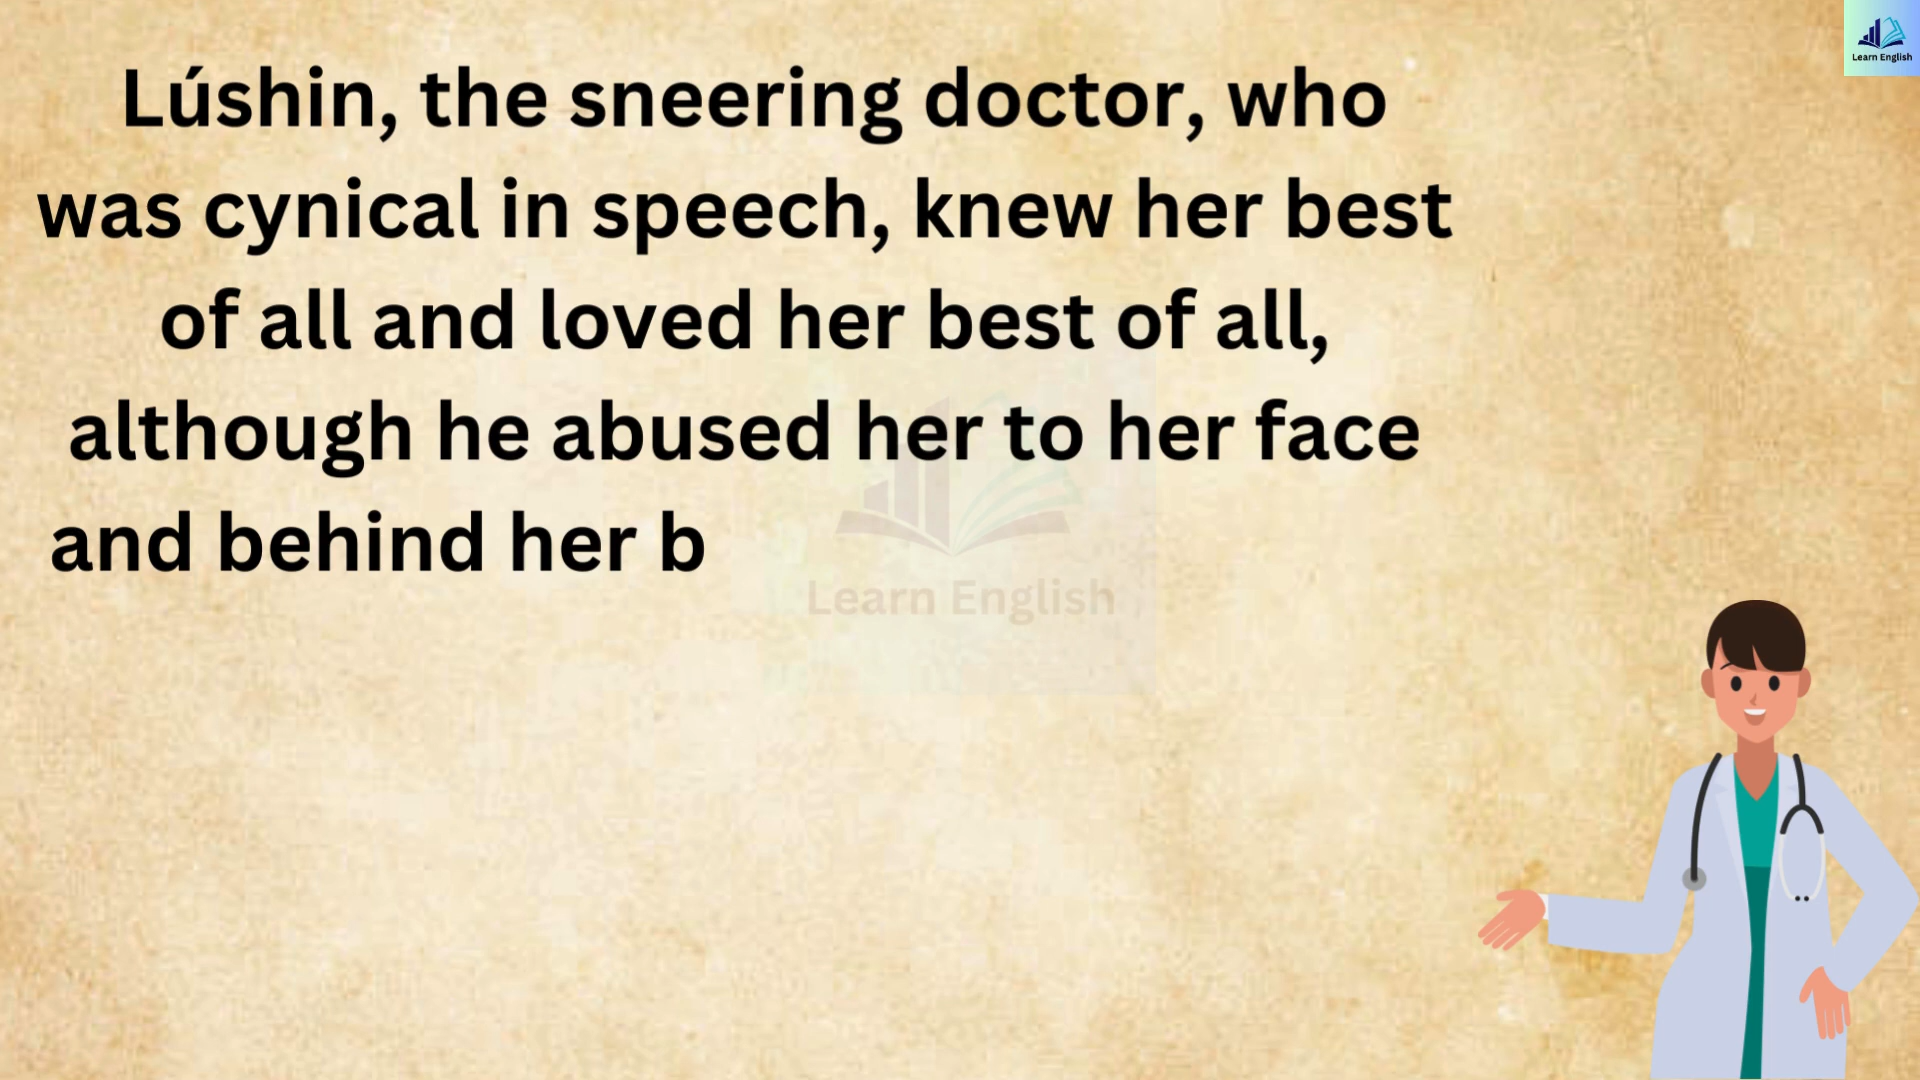 Lúshin, the sneering doctor, who
was cynical in speech, knew her best
of all and loved her best of all,
although he abused her to her face
and behind her b
Learn English
Learn English